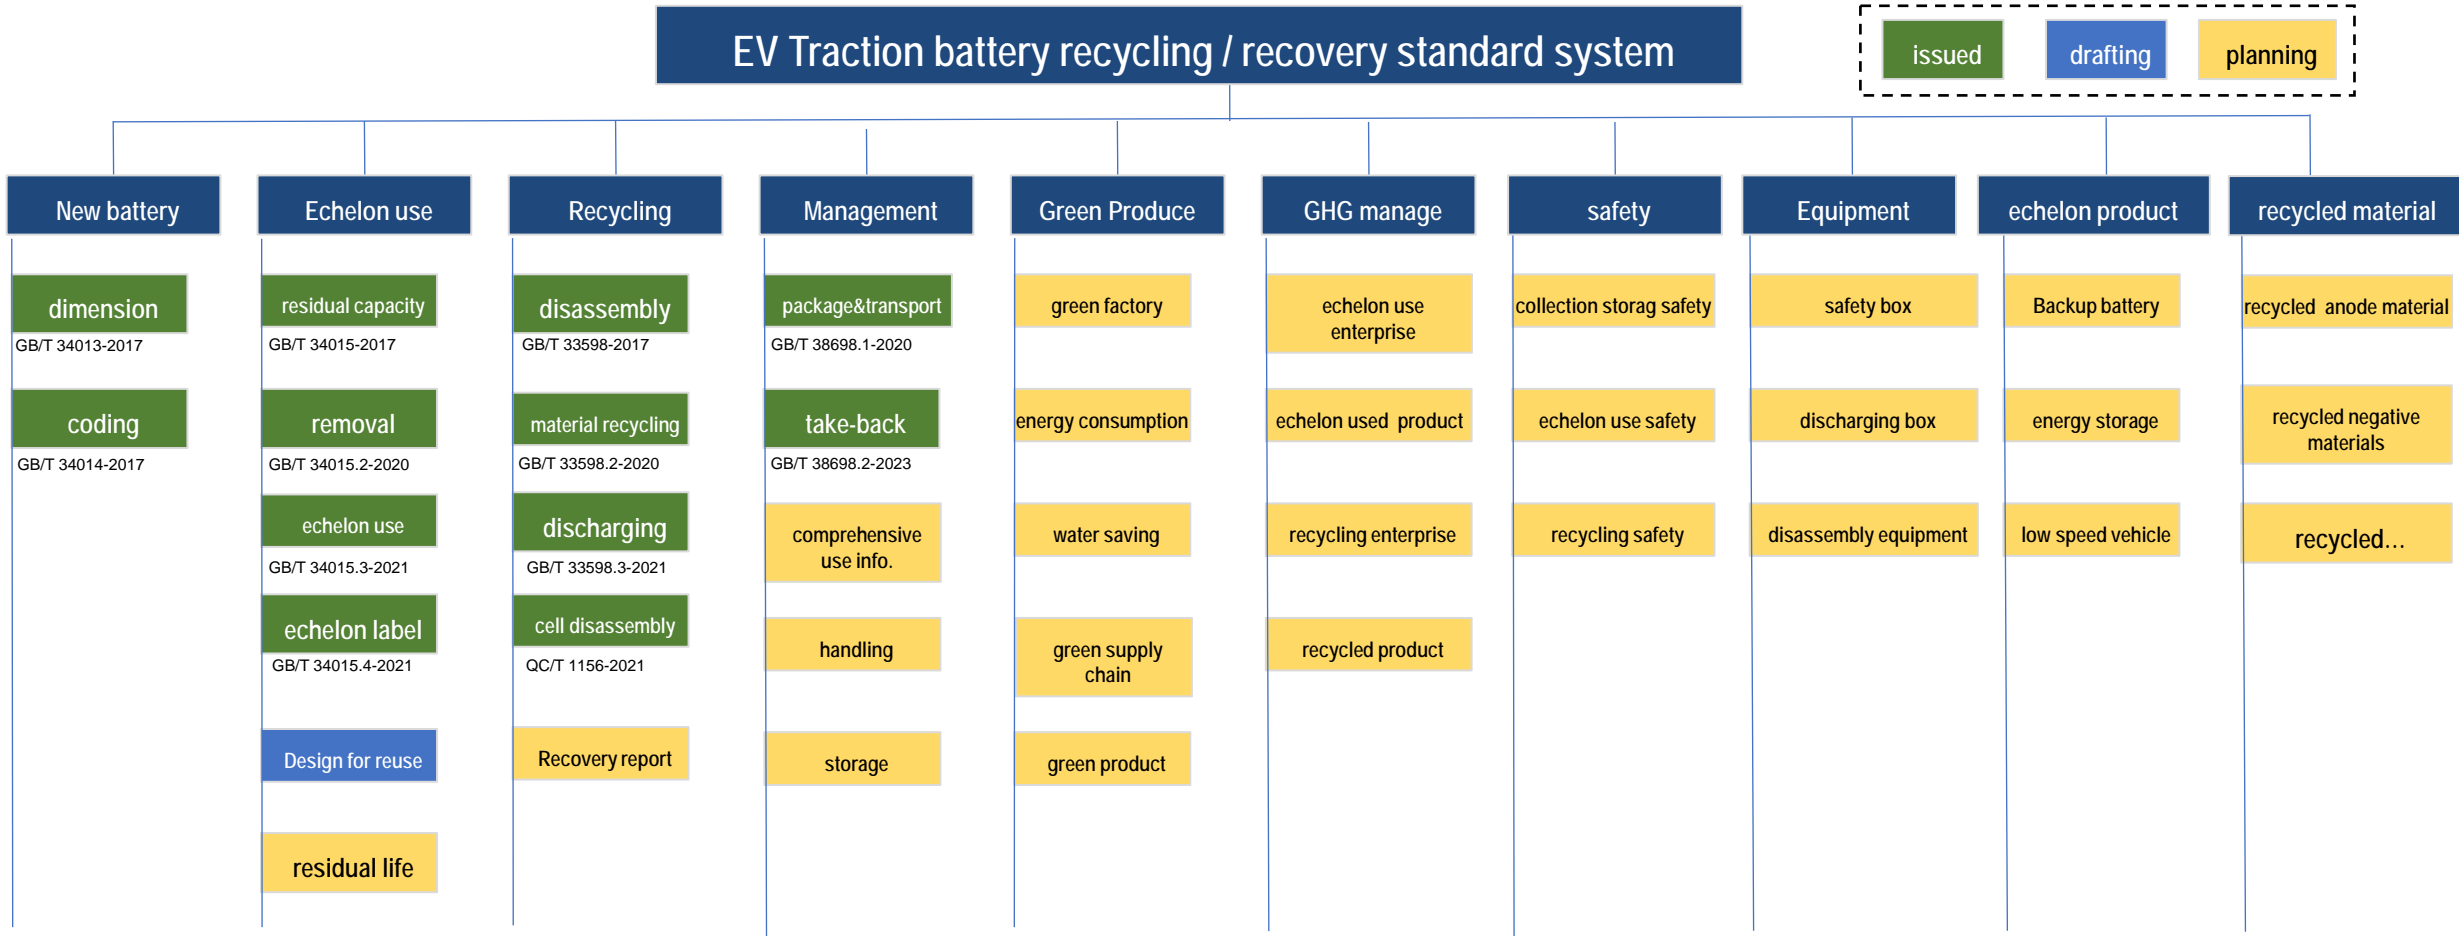 EV Traction battery recycling / recovery standard system
issued
drafting
planning
New battery
Echelon use
Recycling
Management
Green Produce
GHG manage
safety
Equipment
echelon product
recycled material
dimension
GB/T 34013-2017
coding
GB/T 34014-2017
residual capacity
GB/T 34015-2017
removal
GB/T 34015.2-2020
echelon use
GB/T 34015.3-2021
echelon label
GB/T 34015.4-2021
Design for reuse
residual life
disassembly
GB/T 33598-2017
material recycling
GB/T 33598.2-2020
discharging
GB/T 33598.3-2021
cell disassembly
QC/T 1156-2021
Recovery report
package&transport
GB/T 38698.1-2020
take-back
GB/T 38698.2-2023
comprehensive
use info.
handling
storage
green factory
energy consumption
water saving
green supply
chain
green product
echelon use
enterprise
echelon used product
recycling enterprise
recycled product
collection storag safety
echelon use safety
recycling safety
safety box
discharging box
disassembly equipment
Backup battery
energy storage
low speed vehicle
recycled anode material
recycled negative
materials
recycled...